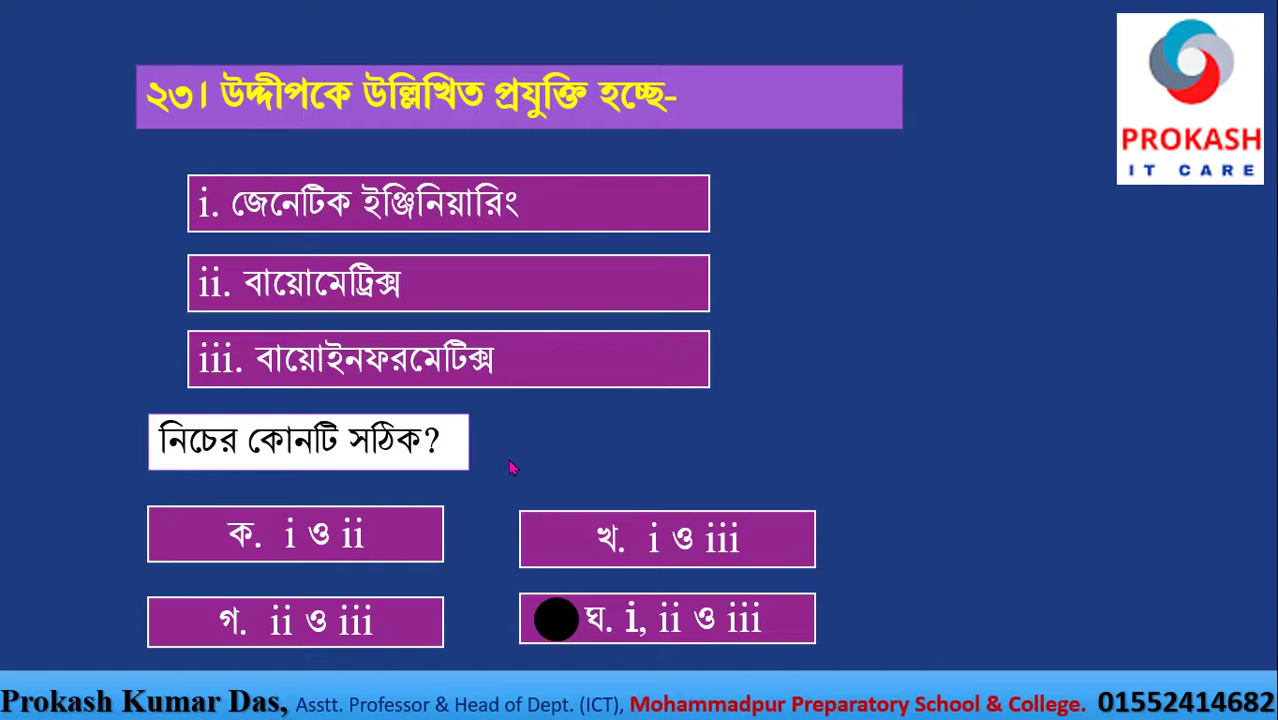 ২৩। উদ্দীপকে উল্লিখিত প্রযুক্তি হচ্ছে-
PROKASH
IT CARE
i. জেনেটিক ইঞ্জিনিয়ারিং
ii. বায়োমেট্রিক্স
iii. বায়োইনফরমেটিক্স
নিচের কোনটি সঠিক?
ক. i ও ii
খ. i ও iii
গ. ii ও iii
ঘ. i, ii ও iii
Prokash Kumar Das, Asstt. Professor & Head of Dept. (ICT), Mohammadpur Preparatory School & College. 01552414682